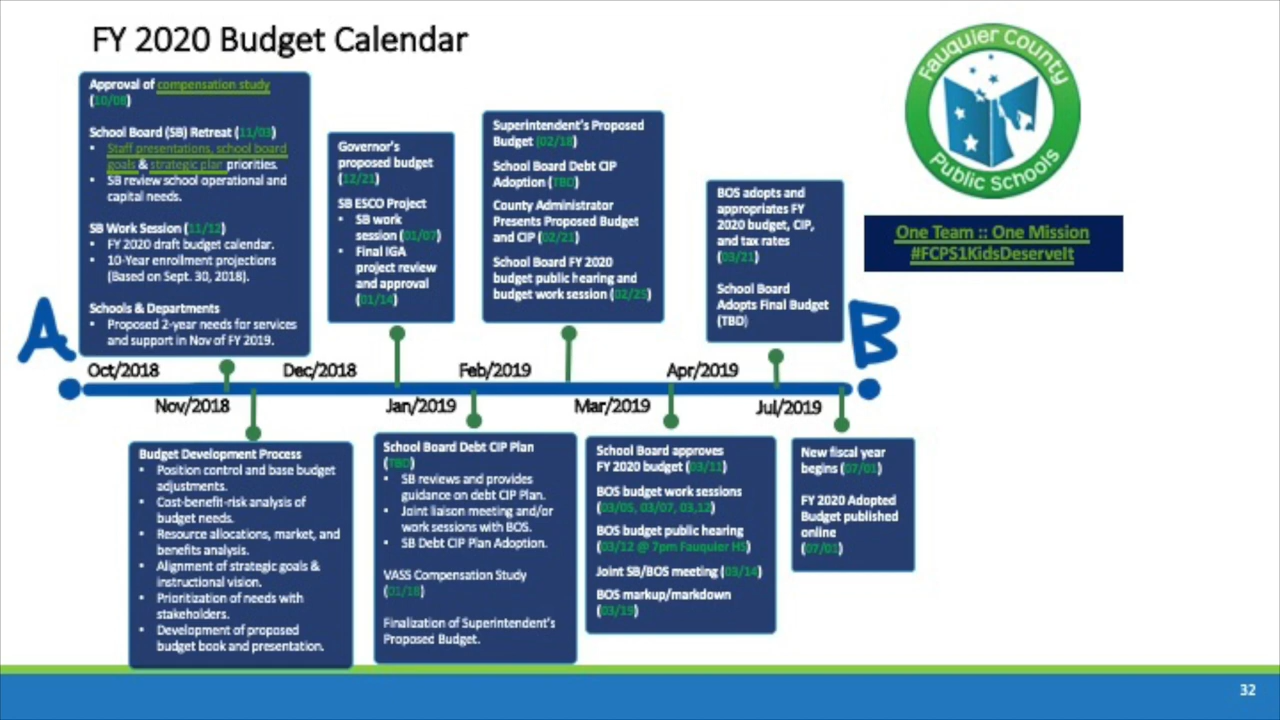 FY 2020 Budget Calendar
Fauquier County
Public Schools
One Team :: One Mission
#FCPS1KidsDeserveIt
Approval of compensation study
(10/08)
School Board (SB) Retreat (11/03)
• Staff presentations, school board
goals & strategic plan priorities.
• SB review school operational and
capital needs.
SB Work Session (11/12)
• FY 2020 draft budget calendar.
• 10-Year enrollment projections
(Based on Sept. 30, 2018).
Schools & Departments
• Proposed 2-year needs for services
and support in Nov of FY 2019.
Governor's
proposed budget
(12/21)
SB ESCO Project
• SB work
session (01/07)
• Final IGA
project review
and approval
(01/14)
Superintendent's Proposed
Budget (02/18)
School Board Debt CIP
Adoption (TBD)
County Administrator
Presents Proposed Budget
and CIP (02/21)
School Board FY 2020
budget public hearing and
budget work session (02/25)
BOS adopts and
appropriates FY
2020 budget, CIP,
and tax rates
(03/21)
School Board
Adopts Final Budget
(TBD)
A
B
Oct/2018
Dec/2018
Feb/2019
Apr/2019
Nov/2018
Jan/2019
Mar/2019
Jul/2019
Budget Development Process
• Position control and base budget
adjustments.
• Cost-benefit-risk analysis of
budget needs.
• Resource allocations, market, and
benefits analysis.
• Alignment of strategic goals &
instructional vision.
• Prioritization of needs with
stakeholders.
• Development of proposed
budget book and presentation.
School Board Debt CIP Plan
(TBD)
• SB reviews and provides
guidance on debt CIP Plan.
• Joint liaison meeting and/or
work sessions with BOS.
• SB Debt CIP Plan Adoption.
VASS Compensation Study
(01/18)
Finalization of Superintendent's
Proposed Budget.
School Board approves
FY 2020 budget (03/11)
BOS budget work sessions
(03/05, 03/07, 03,12)
BOS budget public hearing
(03/12 @ 7pm Fauquier HS)
Joint SB/BOS meeting (03/14)
BOS markup/markdown
(03/19)
New fiscal year
begins (07/01)
FY 2020 Adopted
Budget published
online
(07/01)
32